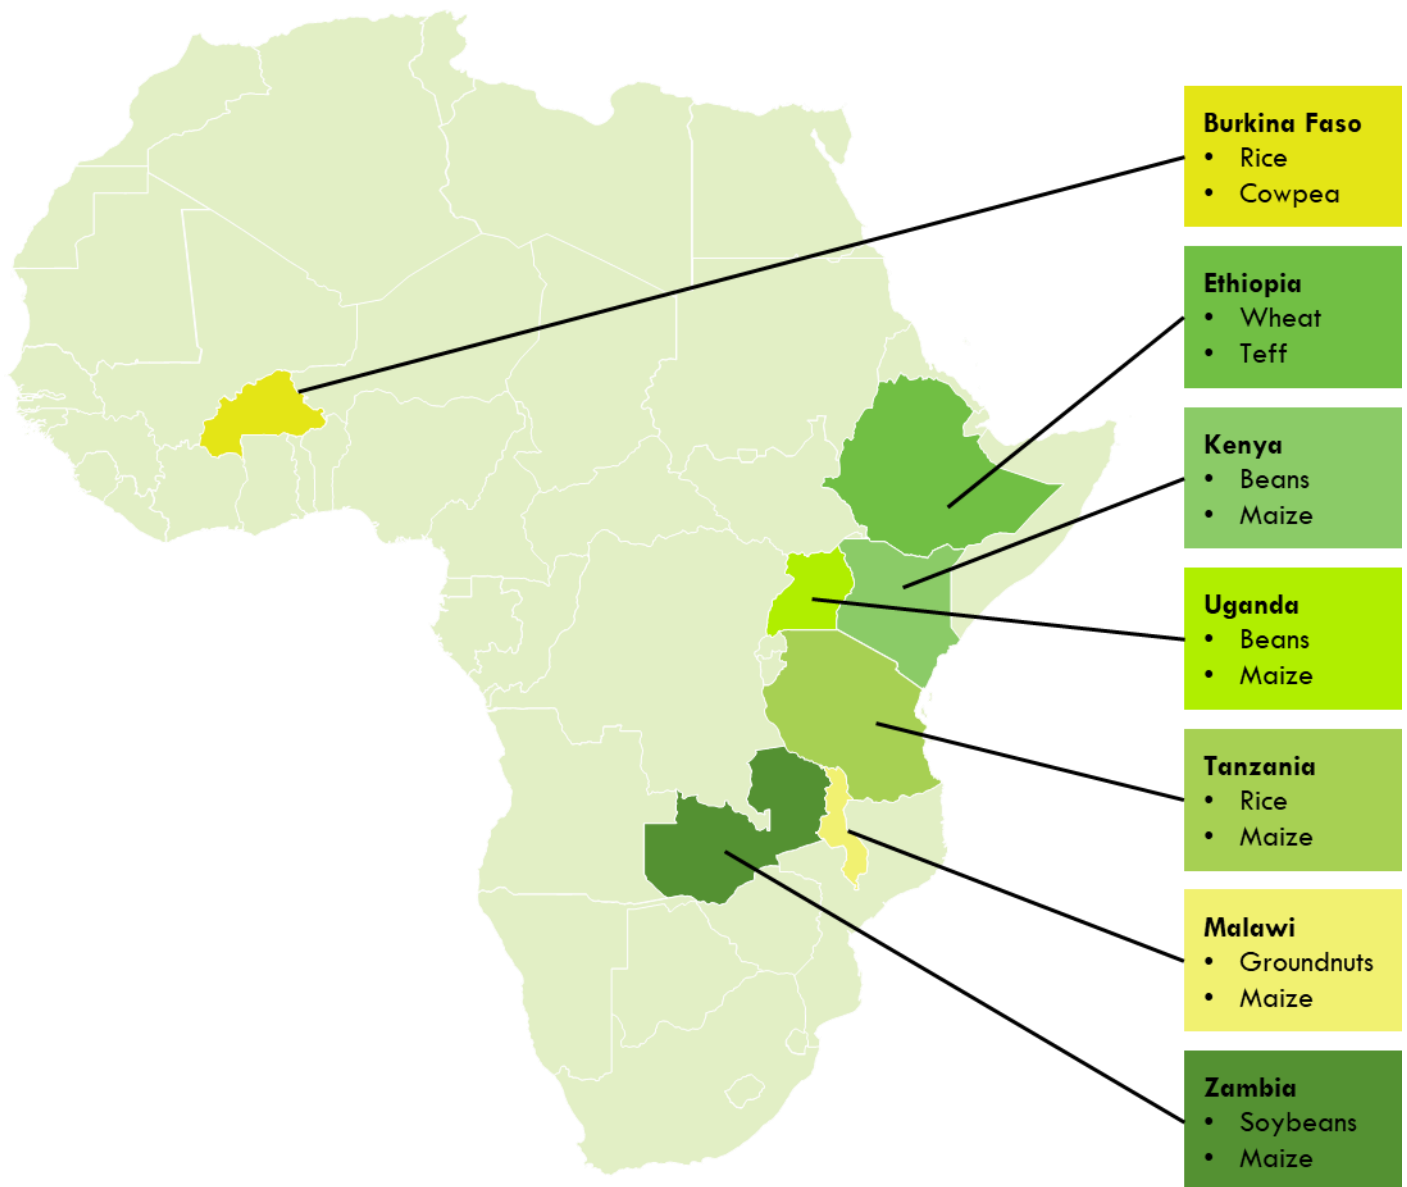 Burkina Faso
• Rice
• Cowpea
Ethiopia
• Wheat
• Teff
Kenya
• Beans
• Maize
Uganda
• Beans
• Maize
Tanzania
• Rice
• Maize
Malawi
• Groundnuts
• Maize
Zambia
• Soybeans
• Maize